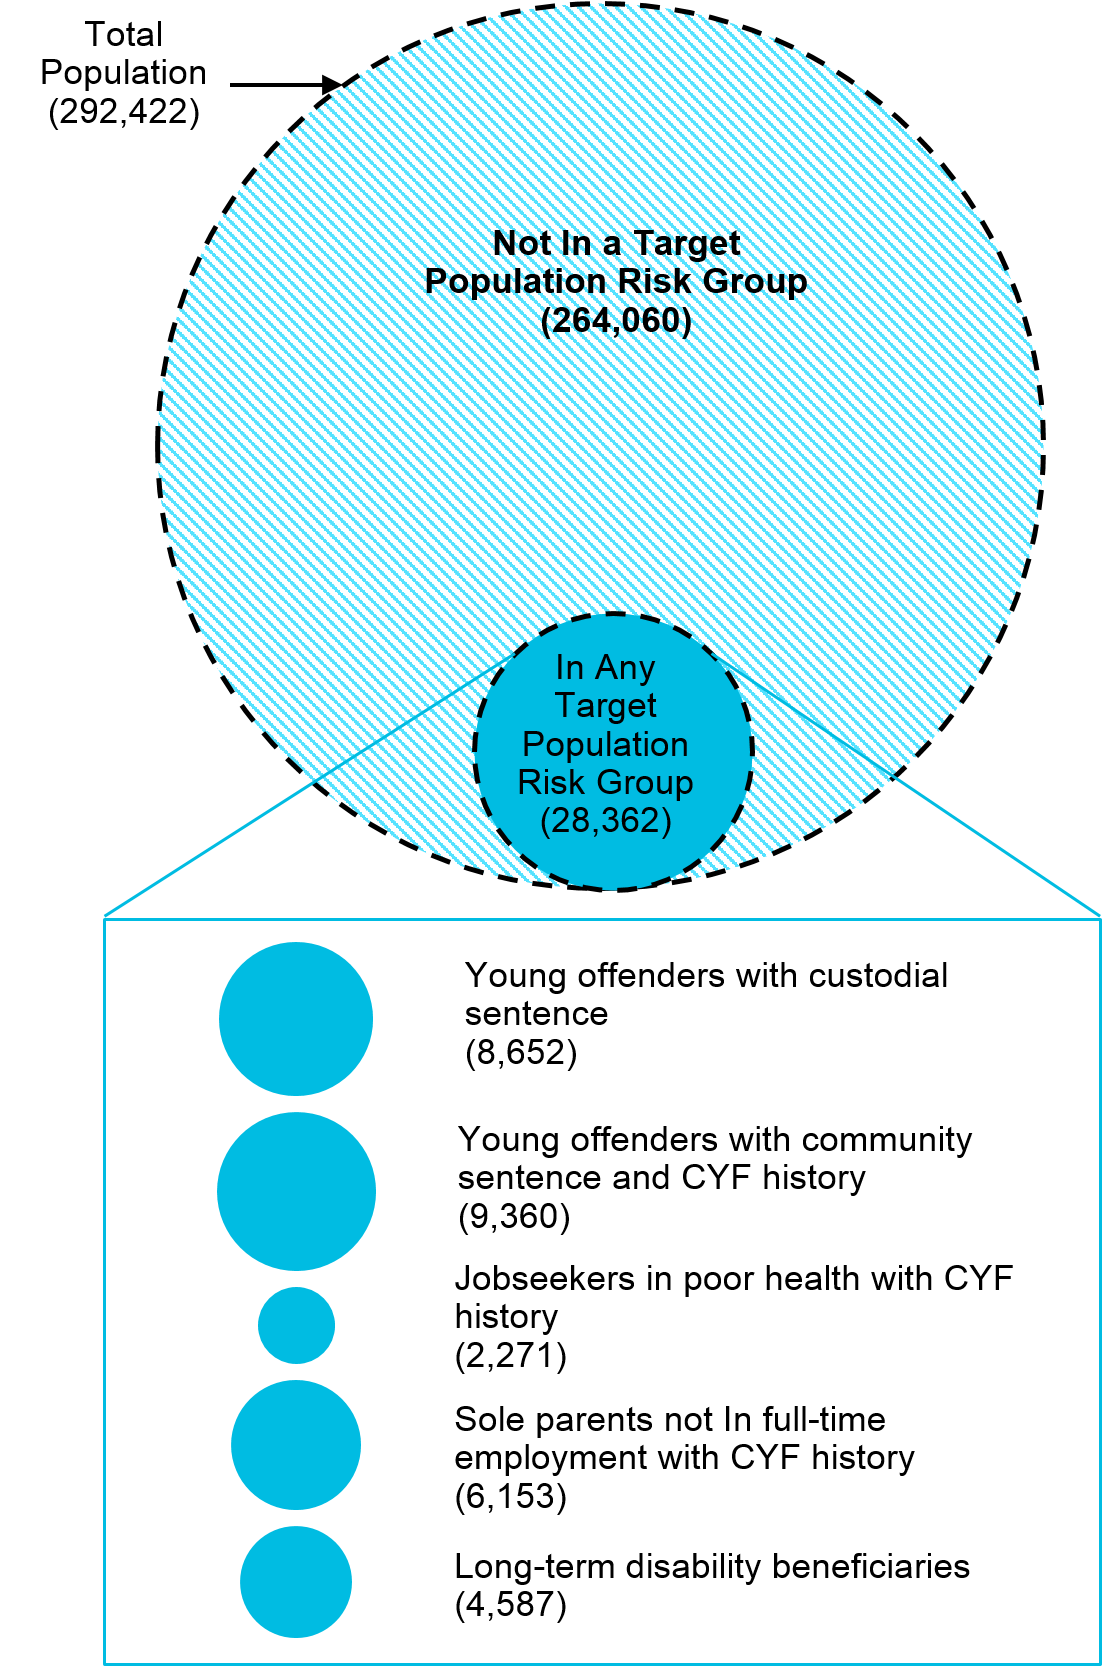 Total
Population
(292,422)
Not In a Target
Population Risk Group
(264,060)
In Any
Target
Population
Risk Group
(28,362)
Young offenders with custodial
sentence
(8,652)
Young offenders with community
sentence and CYF history
(9,360)
Jobseekers in poor health with CYF
history
(2,271)
Sole parents not In full-time
employment with CYF history
(6,153)
Long-term disability beneficiaries
(4,587)